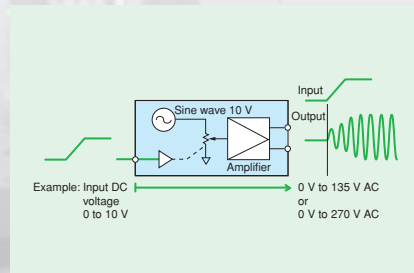 Input
Sine wave 10 V
Output
Amplifier
Example: Input DC
voltage
0 to 10 V
0 V to 135 V AC
or
0 V to 270 V AC